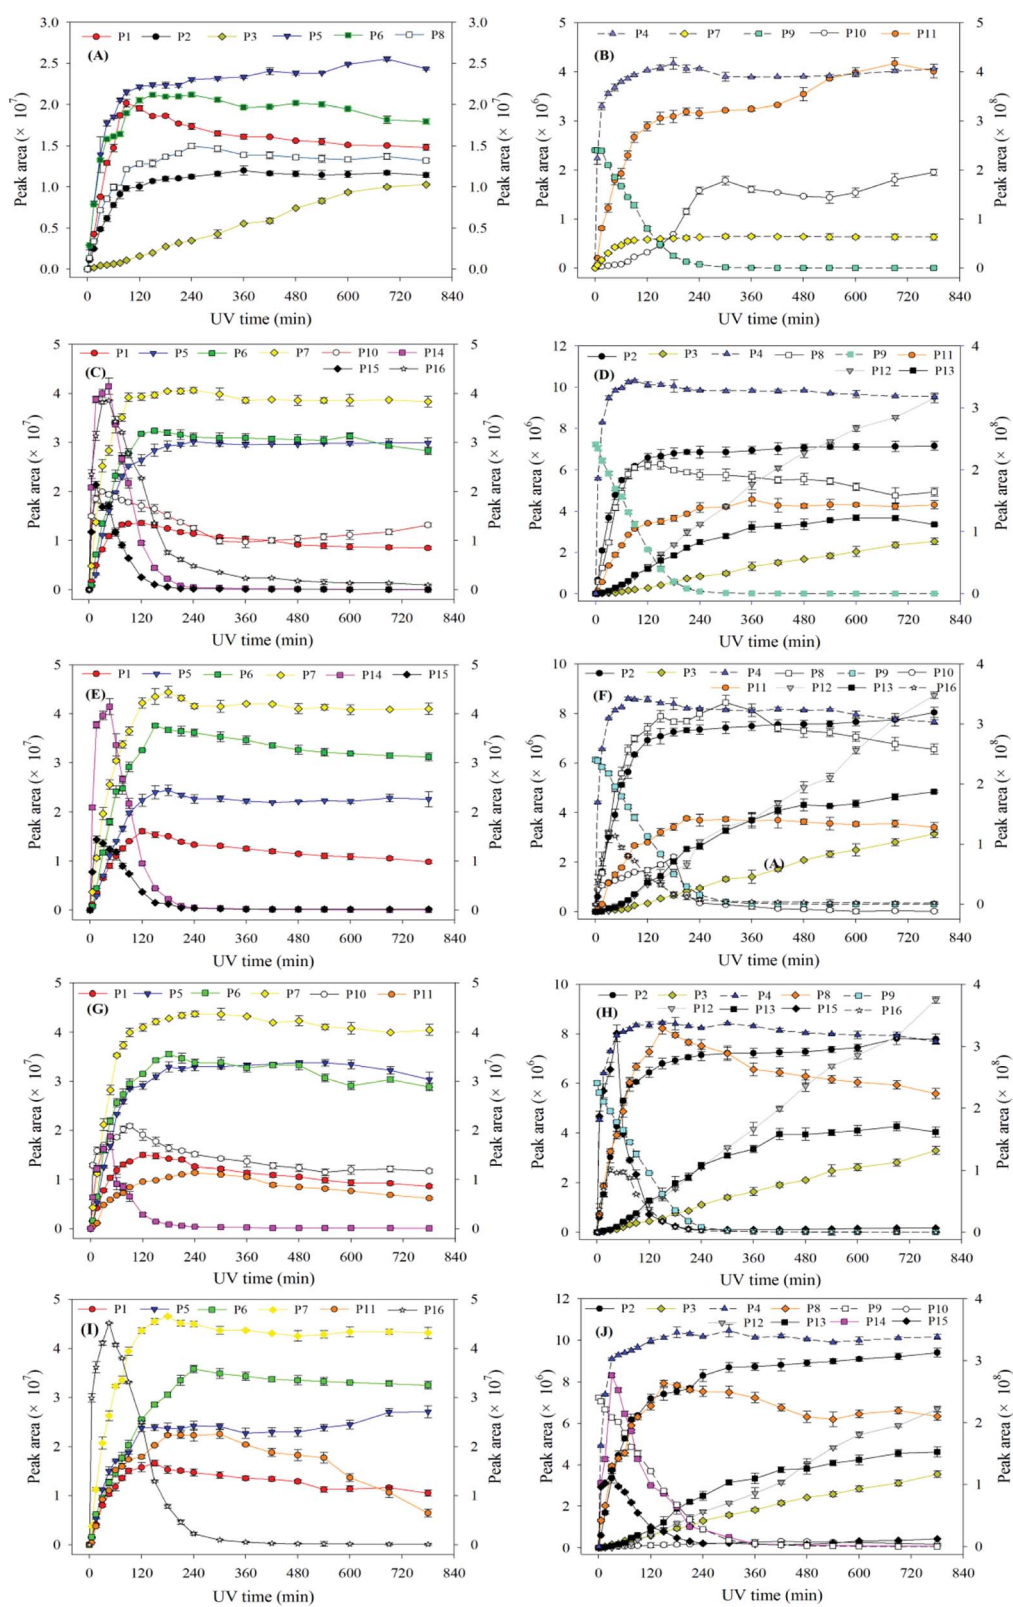 P1 P2 P3 P5 P6 P8
(A)
3.0 2.5 2.0 1.5 1.0 0.5 0.0
Peak area (× 10⁷)
3.0 2.5 2.0 1.5 1.0 0.5 0.0
Peak area (× 10⁷)
0 120 240 360 480 600 720 840
UV time (min)
P4 P7 P9 P10 P11
(B)
5 4 3 2 1 0
Peak area (× 10⁶)
5 4 3 2 1 0
Peak area (× 10⁸)
0 120 240 360 480 600 720 840
UV time (min)
P1 P5 P6 P7 P10 P14
P15 P16
(C)
5 4 3 2 1 0
Peak area (× 10⁷)
5 4 3 2 1 0
Peak area (× 10⁷)
0 120 240 360 480 600 720 840
UV time (min)
P2 P3 P4 P8 P9 P11
P12 P13
(D)
12 10 8 6 4 2 0
Peak area (× 10⁶)
4 3 2 1 0
Peak area (× 10⁸)
0 120 240 360 480 600 720 840
UV time (min)
P1 P5 P6 P7 P14 P15
(E)
5 4 3 2 1 0
Peak area (× 10⁷)
5 4 3 2 1 0
Peak area (× 10⁷)
0 120 240 360 480 600 720 840
UV time (min)
P2 P3 P4 P8 P9 P10
P11 P12 P13 P16
(F)
(A)
10 8 6 4 2 0
Peak area (× 10⁶)
4 3 2 1 0
Peak area (× 10⁸)
0 120 240 360 480 600 720 840
UV time (min)
P1 P5 P6 P7 P10 P11
(G)
5 4 3 2 1 0
Peak area (× 10⁷)
5 4 3 2 1 0
Peak area (× 10⁷)
0 120 240 360 480 600 720 840
UV time (min)
P2 P3 P4 P8 P9
P12 P13 P15 P16
(H)
10 8 6 4 2 0
Peak area (× 10⁶)
4 3 2 1 0
Peak area (× 10⁸)
0 120 240 360 480 600 720 840
UV time (min)
P1 P5 P6 P7 P11 P16
(I)
5 4 3 2 1 0
Peak area (× 10⁷)
5 4 3 2 1 0
Peak area (× 10⁷)
0 120 240 360 480 600 720 840
UV time (min)
P2 P3 P4 P8 P9 P10
P12 P13 P14 P15
(J)
12 10 8 6 4 2 0
Peak area (× 10⁶)
4 3 2 1 0
Peak area (× 10⁸)
0 120 240 360 480 600 720 840
UV time (min)